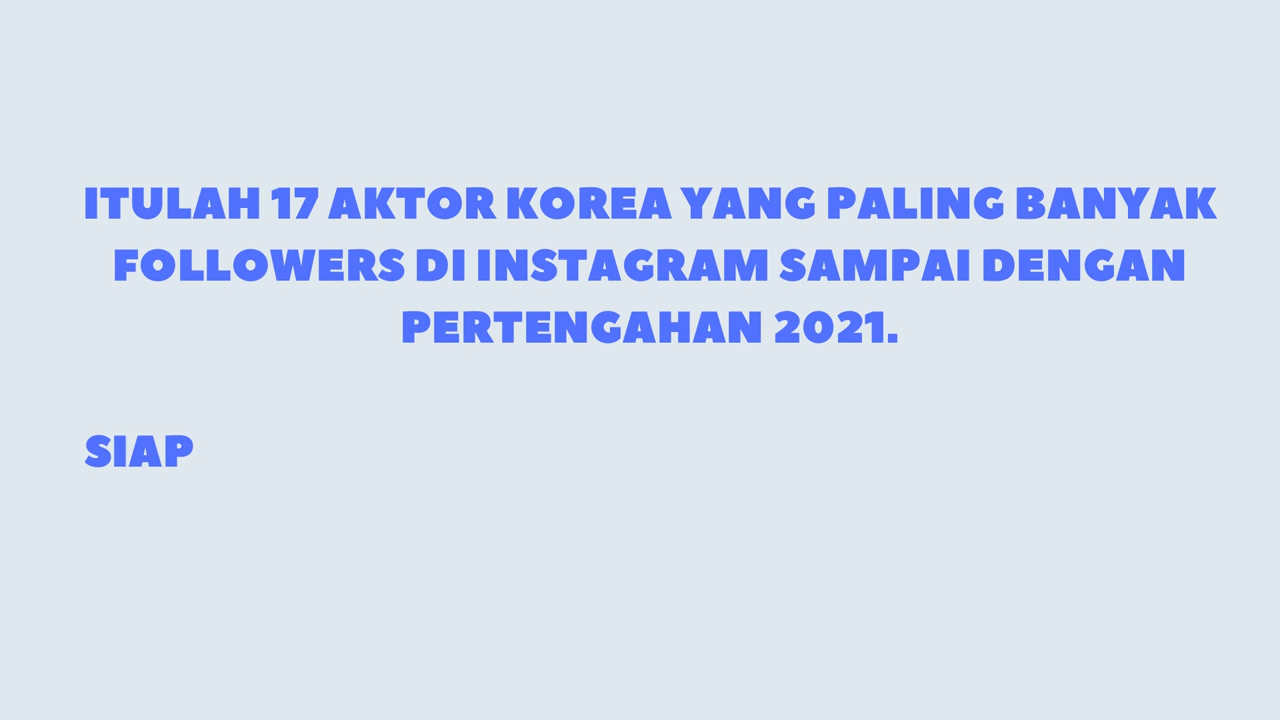 ITULAH 17 AKTOR KOREA YANG PALING BANYAK
FOLLOWERS DI INSTAGRAM SAMPAI DENGAN
PERTENGAHAN 2021.
SIAP